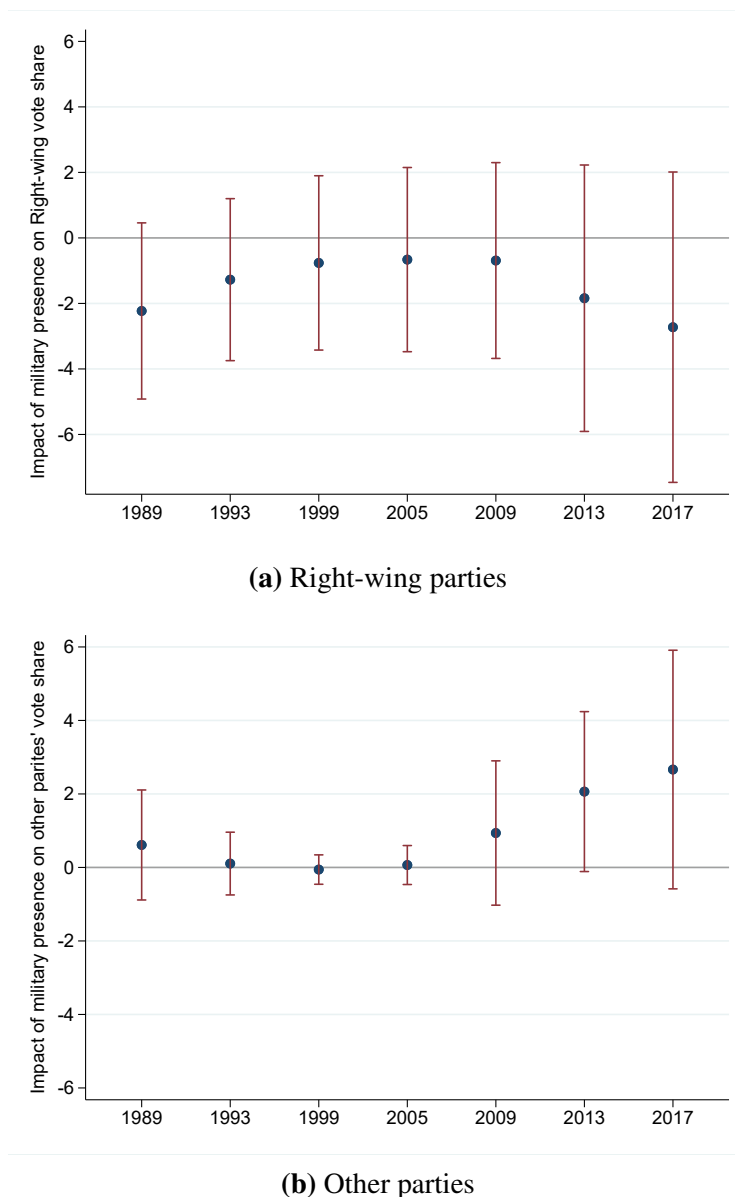 Impact of military presence on Right-wing vote share
6
4
2
0
-2
-4
-6
1989 1993 1999 2005 2009 2013 2017
(a) Right-wing parties
Impact of military presence on other parites' vote share
6
4
2
0
-2
-4
-6
1989 1993 1999 2005 2009 2013 2017
(b) Other parties